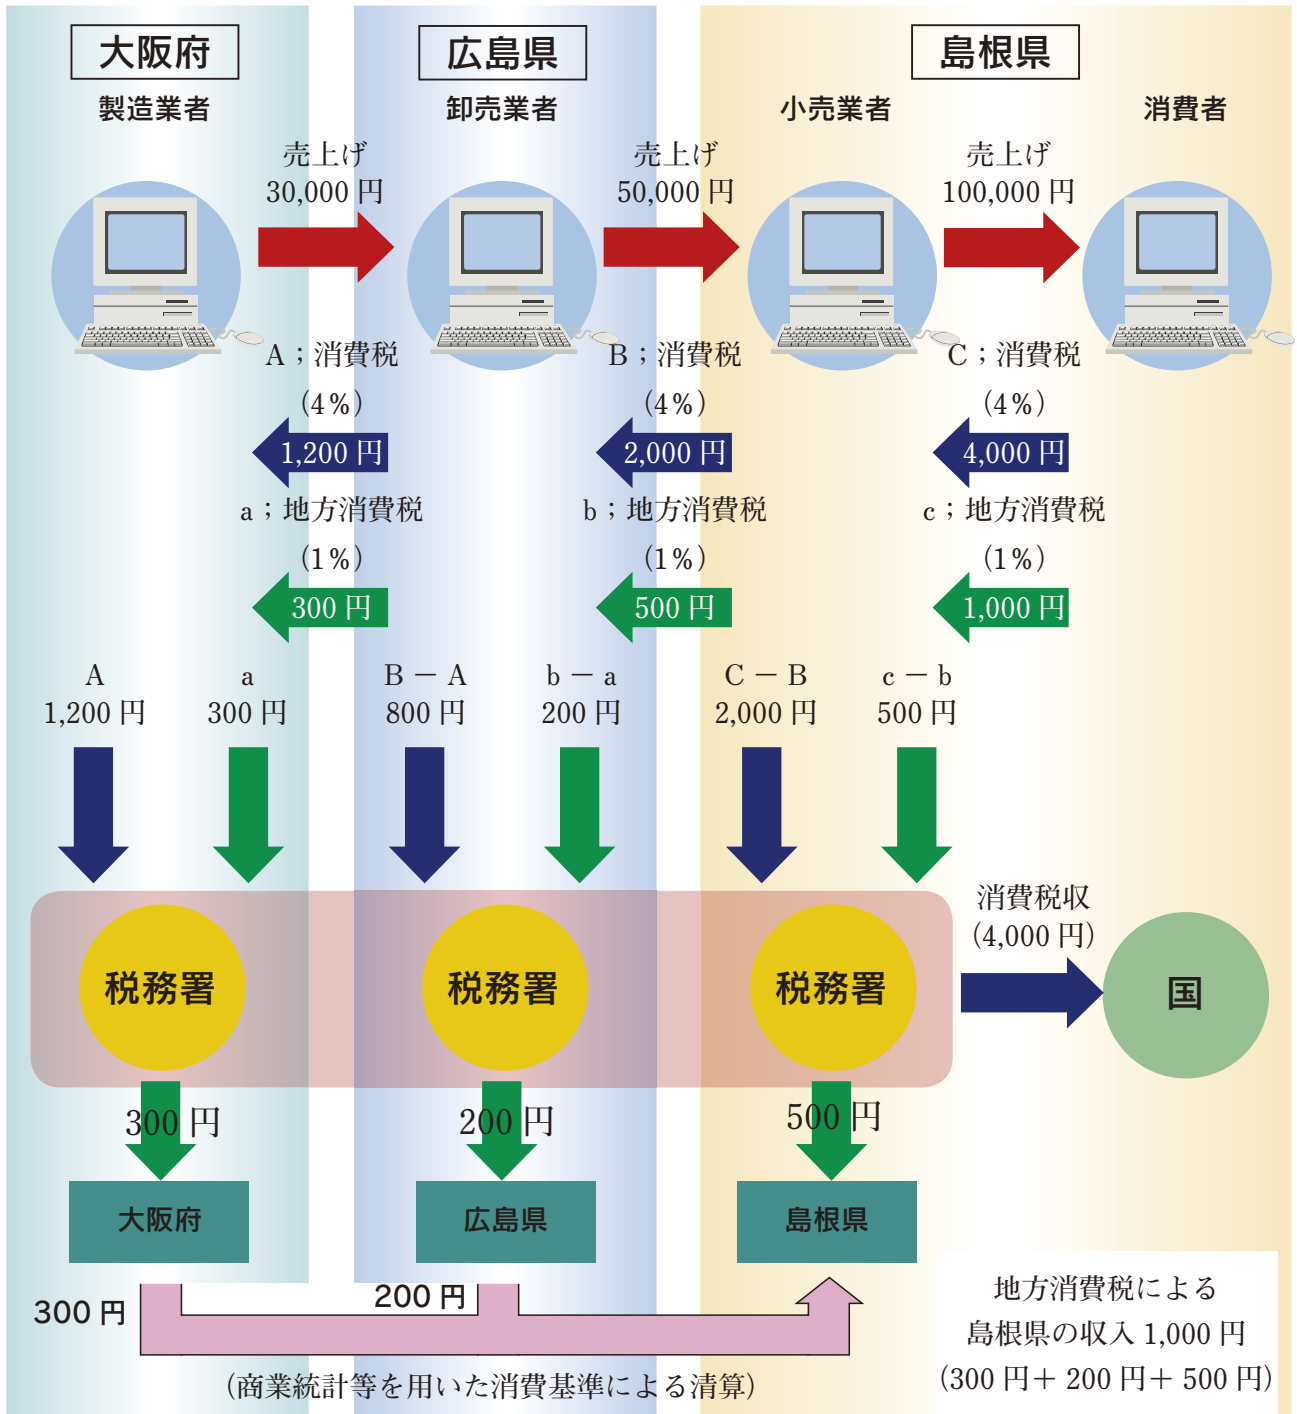 大阪府
広島県
島根県
製造業者
卸売業者
小売業者
消費者
売上げ
30,000 円
売上げ
50,000 円
売上げ
100,000 円
A；消費税
(4%)
1,200 円
B；消費税
(4%)
2,000 円
C；消費税
(4%)
4,000 円
a；地方消費税
(1%)
300 円
b；地方消費税
(1%)
500 円
c；地方消費税
(1%)
1,000 円
A
1,200 円
a
300 円
B － A
800 円
b － a
200 円
C － B
2,000 円
c － b
500 円
税務署
税務署
税務署
消費税収
(4,000 円)
国
300 円
200 円
500 円
大阪府
広島県
島根県
300 円
200 円
(商業統計等を用いた消費基準による清算)
地方消費税による
島根県の収入 1,000 円
(300 円＋ 200 円＋ 500 円)